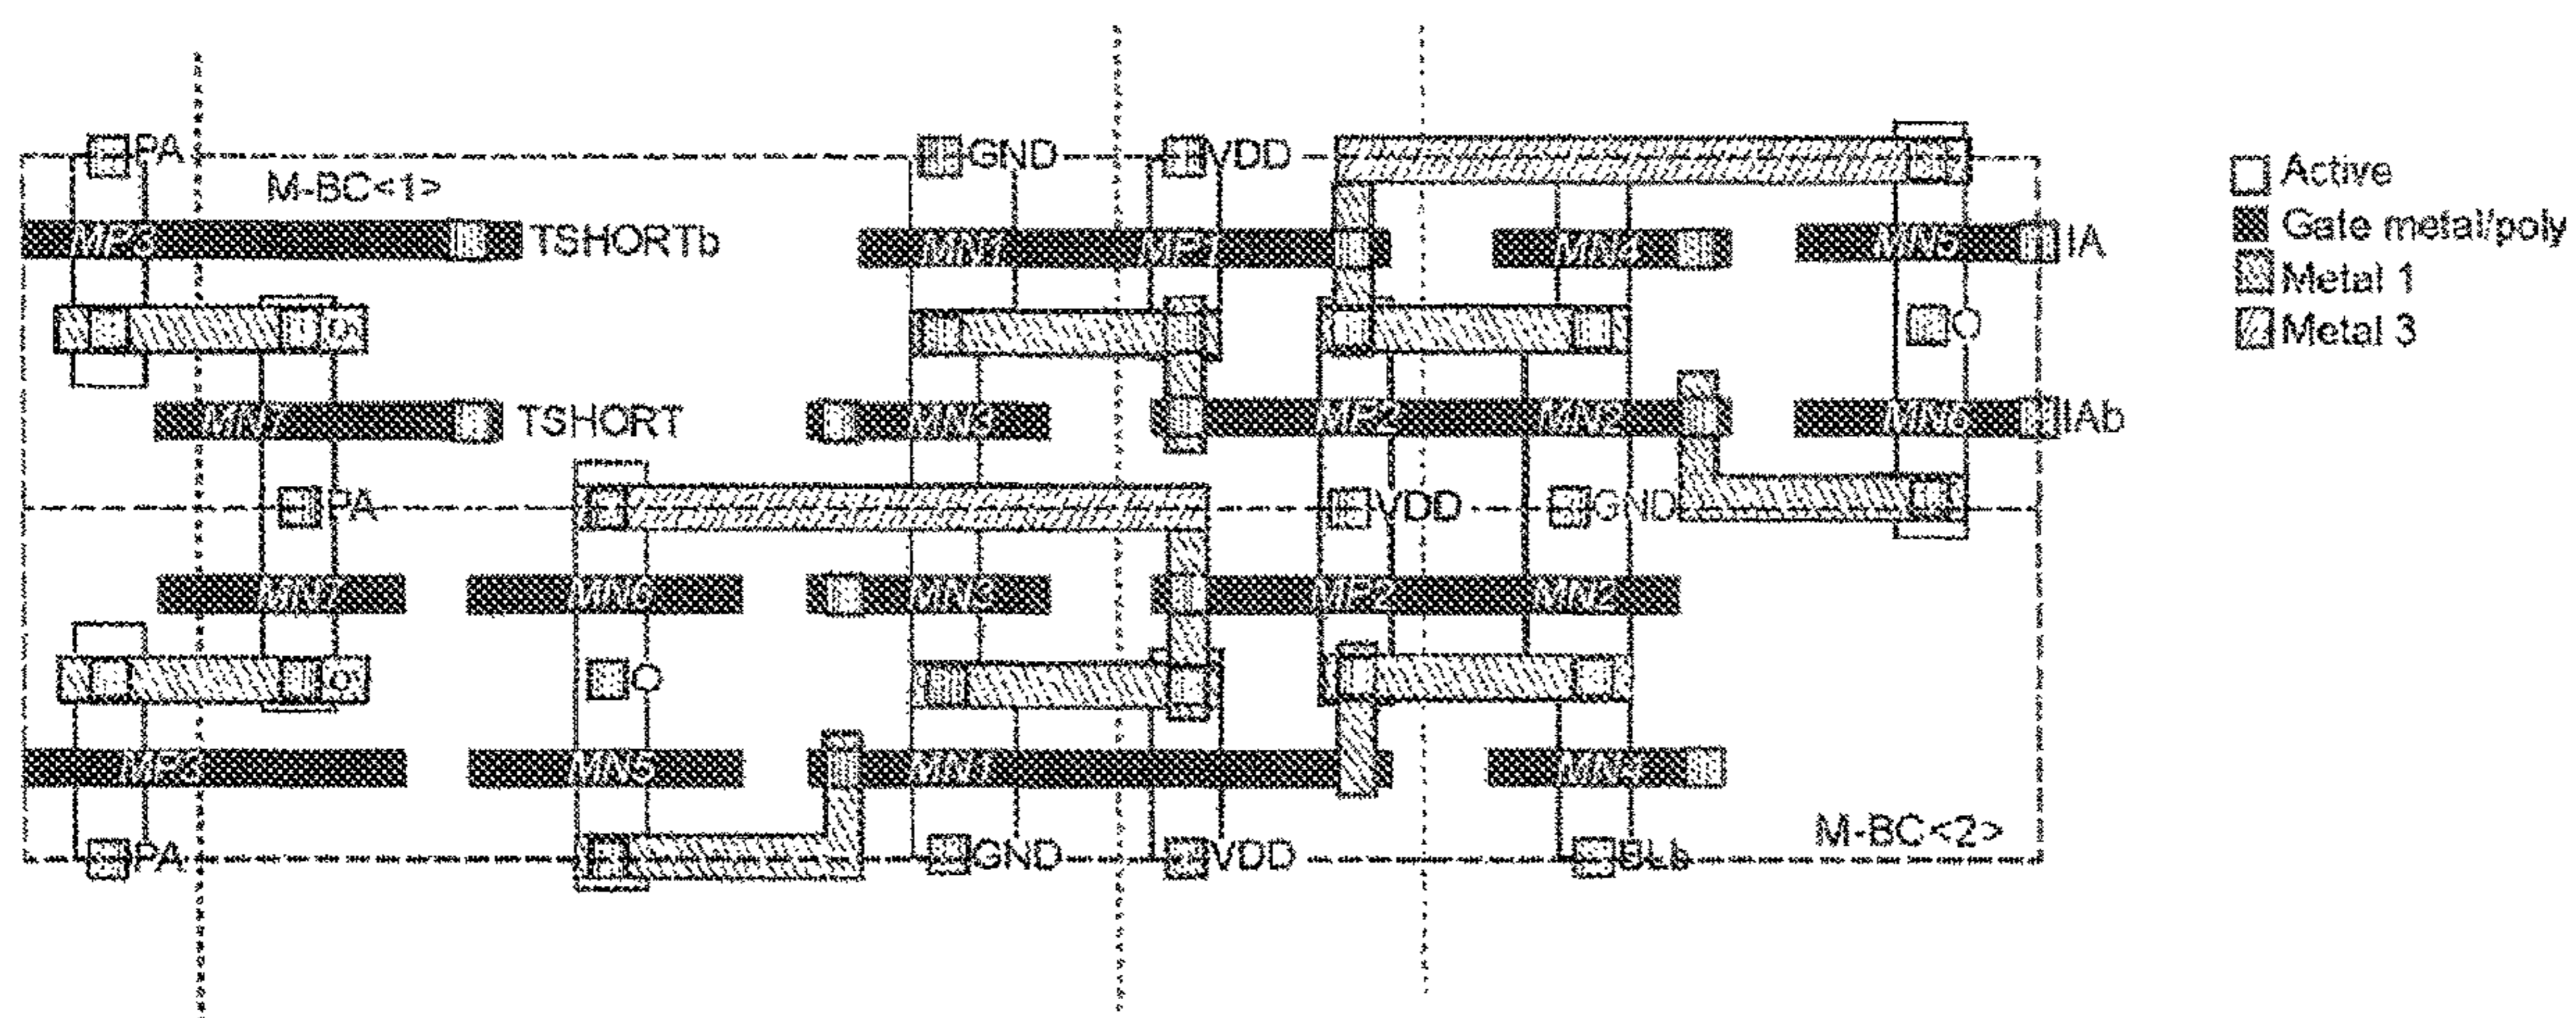 PA GND VDD
M-BC<1>
Active
MP3 TSHORTb MN1 MP1 MN4 MN5 IA
Gate metal/poly
Metal 1
O O
Metal 3
MN7 TSHORT MN3 MP2 MN2 MN6 IAb
PA VDD GND
MN7 MN6 MN3 MP2 MN2
O O
MP3 MN5 MN1 MN4
M-BC<2>
PA GND VDD BLb